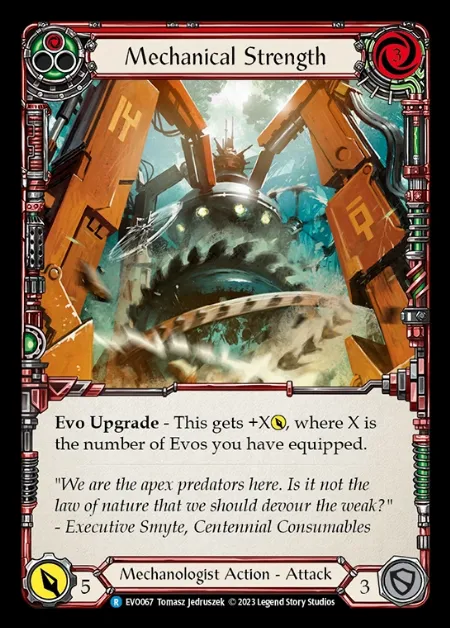 Mechanical Strength
3
Evo Upgrade - This gets +X, where X is
the number of Evos you have equipped.
"We are the apex predators here. Is it not the
law of nature that we should devour the weak?"
- Executive Smyte, Centennial Consumables
5
Mechanologist Action - Attack
3
R EVO067 Tomasz Jedruszek © 2023 Legend Story Studios